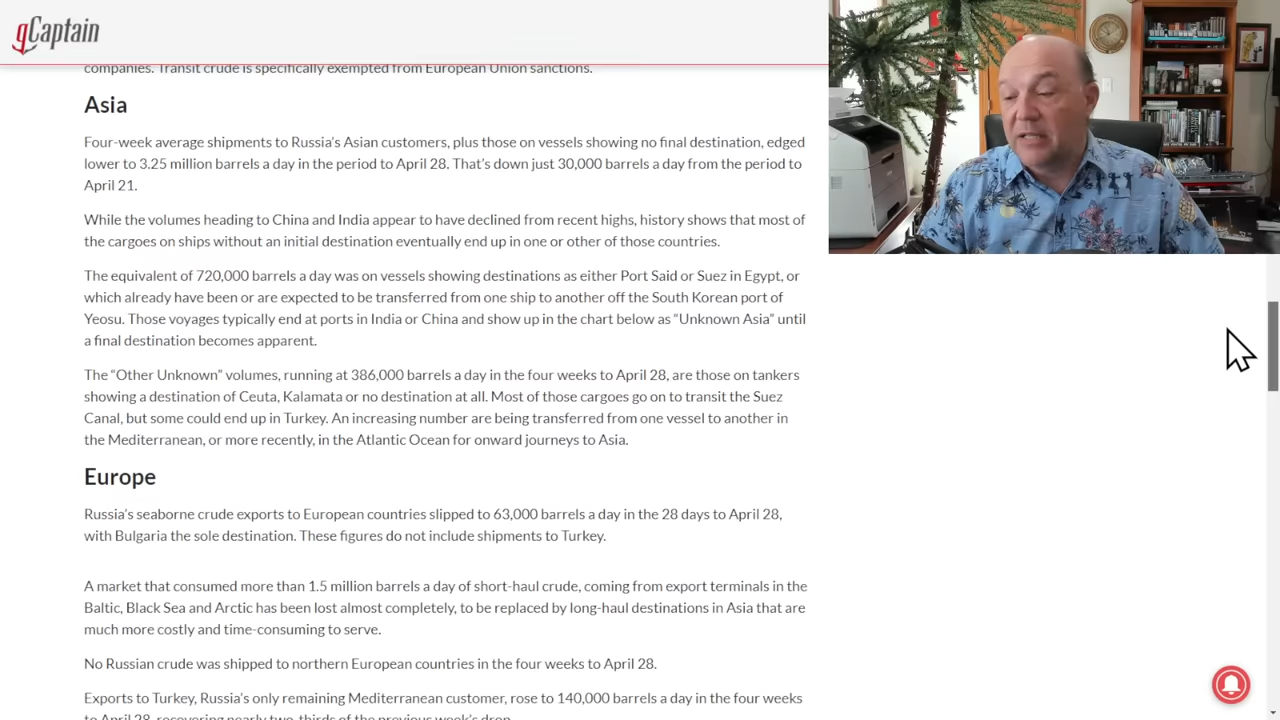 gCaptain
companies. Transit crude is specifically exempted from European Union sanctions.
Asia
Four-week average shipments to Russia's Asian customers, plus those on vessels showing no final destination, edged
lower to 3.25 million barrels a day in the period to April 28. That's down just 30,000 barrels a day from the period to
April 21.
While the volumes heading to China and India appear to have declined from recent highs, history shows that most of
the cargoes on ships without an initial destination eventually end up in one or other of those countries.
The equivalent of 720,000 barrels a day was on vessels showing destinations as either Port Said or Suez in Egypt, or
which already have been or are expected to be transferred from one ship to another off the South Korean port of
Yeosu. Those voyages typically end at ports in India or China and show up in the chart below as “Unknown Asia” until
a final destination becomes apparent.
The “Other Unknown” volumes, running at 386,000 barrels a day in the four weeks to April 28, are those on tankers
showing a destination of Ceuta, Kalamata or no destination at all. Most of those cargoes go on to transit the Suez
Canal, but some could end up in Turkey. An increasing number are being transferred from one vessel to another in
the Mediterranean, or more recently, in the Atlantic Ocean for onward journeys to Asia.
Europe
Russia's seaborne crude exports to European countries slipped to 63,000 barrels a day in the 28 days to April 28,
with Bulgaria the sole destination. These figures do not include shipments to Turkey.
A market that consumed more than 1.5 million barrels a day of short-haul crude, coming from export terminals in the
Baltic, Black Sea and Arctic has been lost almost completely, to be replaced by long-haul destinations in Asia that are
much more costly and time-consuming to serve.
No Russian crude was shipped to northern European countries in the four weeks to April 28.
Exports to Turkey, Russia's only remaining Mediterranean customer, rose to 140,000 barrels a day in the four weeks
to April 28, recovering nearly two-thirds of the previous week's drop.